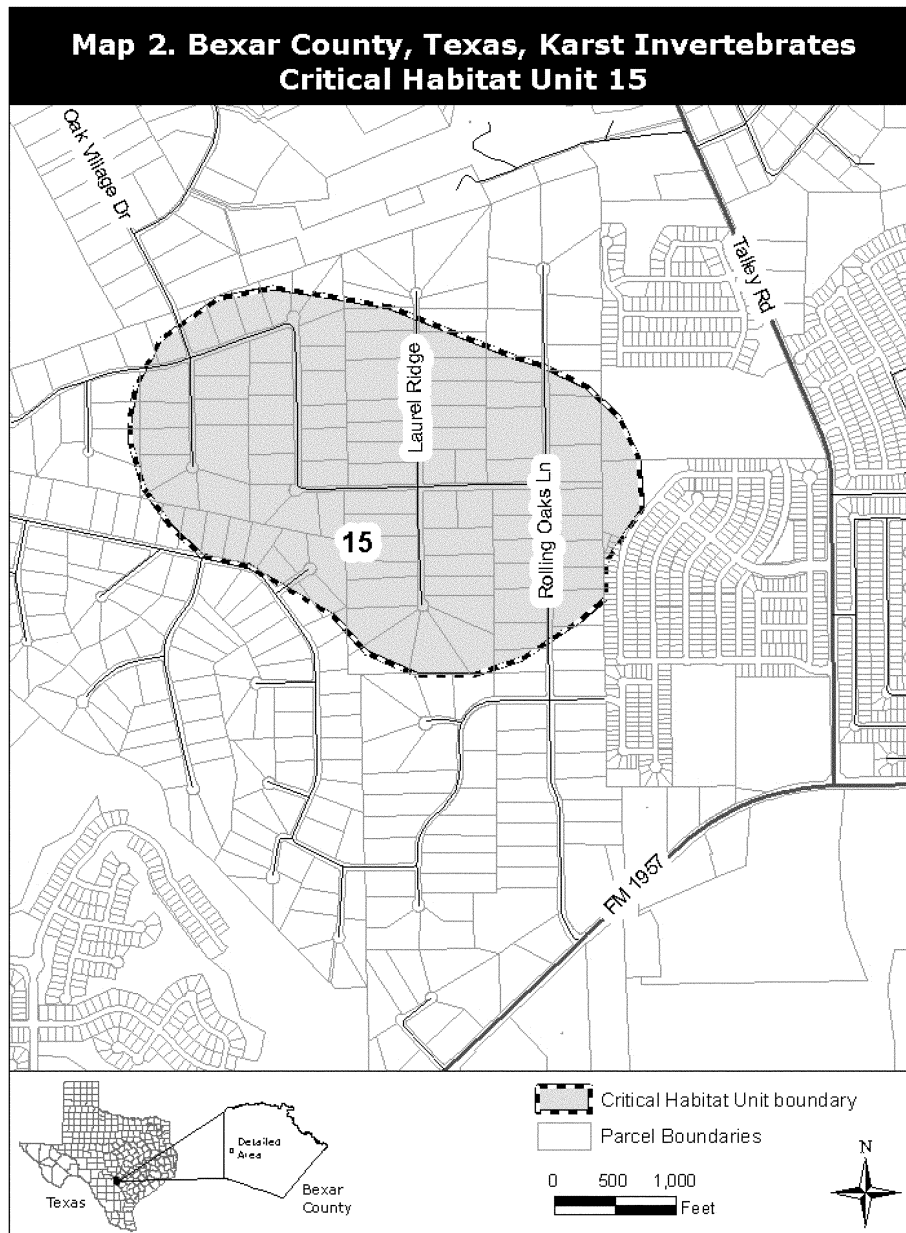 Map 2. Bexar County, Texas, Karst Invertebrates
Critical Habitat Unit 15
Oak Village Dr
Talley Rd
Laurel Ridge
Rolling Oaks Ln
15
FM 1957
Critical Habitat Unit boundary
Parcel Boundaries
Detailed
Area
Texas
Bexar
County
0 500 1,000
Feet
N